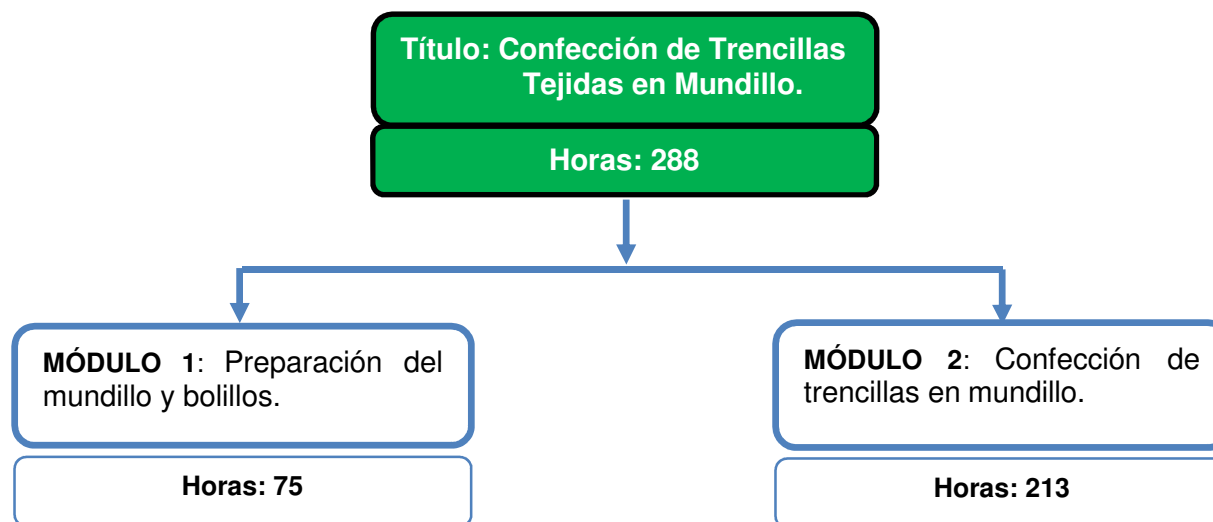 Título: Confección de Trencillas
Tejidas en Mundillo.
Horas: 288
MÓDULO 1: Preparación del
mundillo y bolillos.
Horas: 75
MÓDULO 2: Confección de
trencillas en mundillo.
Horas: 213